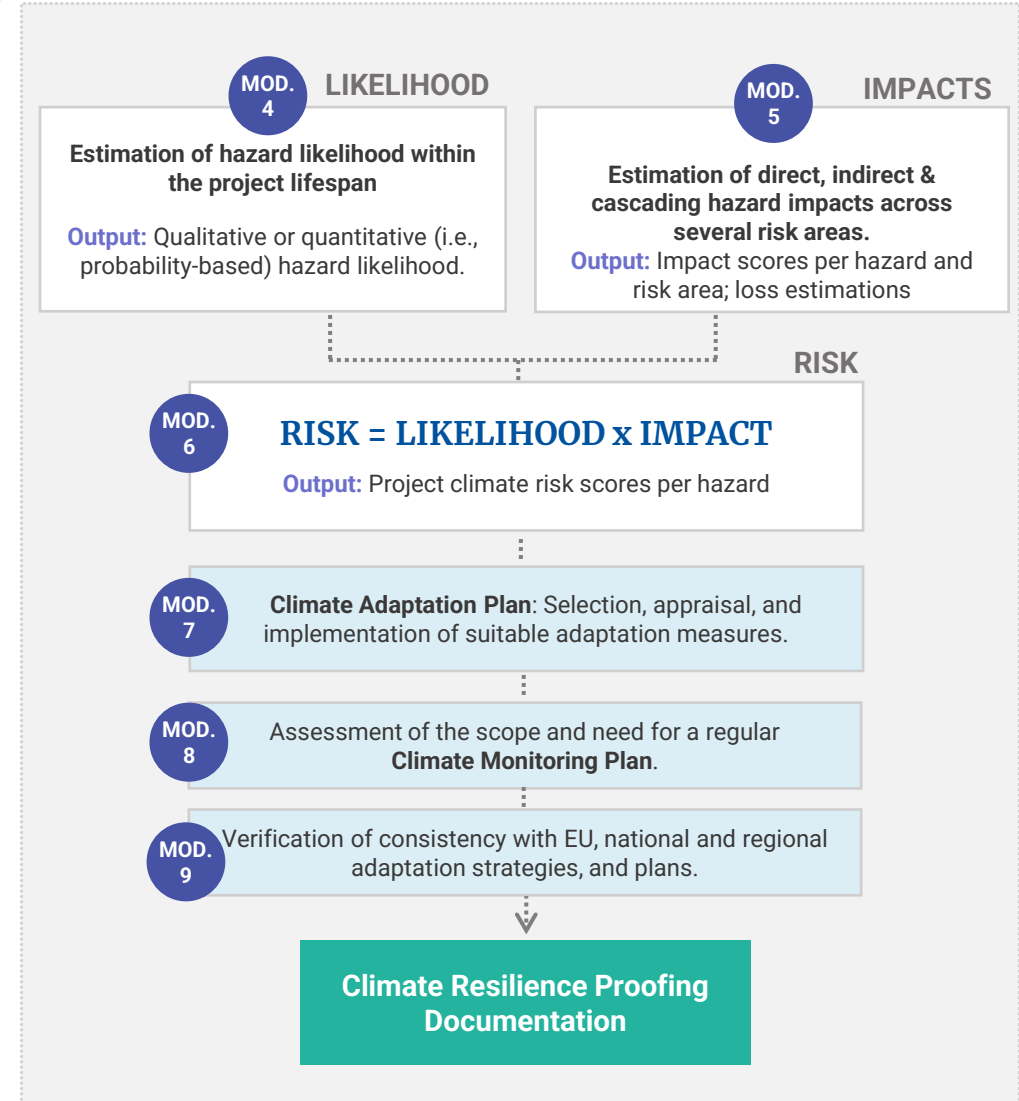 MOD.
4
LIKELIHOOD
Estimation of hazard likelihood within
the project lifespan
Output: Qualitative or quantitative (i.e.,
probability-based) hazard likelihood.
MOD.
5
IMPACTS
Estimation of direct, indirect &
cascading hazard impacts across
several risk areas.
Output: Impact scores per hazard and
risk area; loss estimations
RISK
MOD.
6
RISK = LIKELIHOOD x IMPACT
Output: Project climate risk scores per hazard
MOD.
7
Climate Adaptation Plan: Selection, appraisal, and
implementation of suitable adaptation measures.
MOD.
8
Assessment of the scope and need for a regular
Climate Monitoring Plan.
MOD.
9
Verification of consistency with EU, national and regional
adaptation strategies, and plans.
Climate Resilience Proofing
Documentation